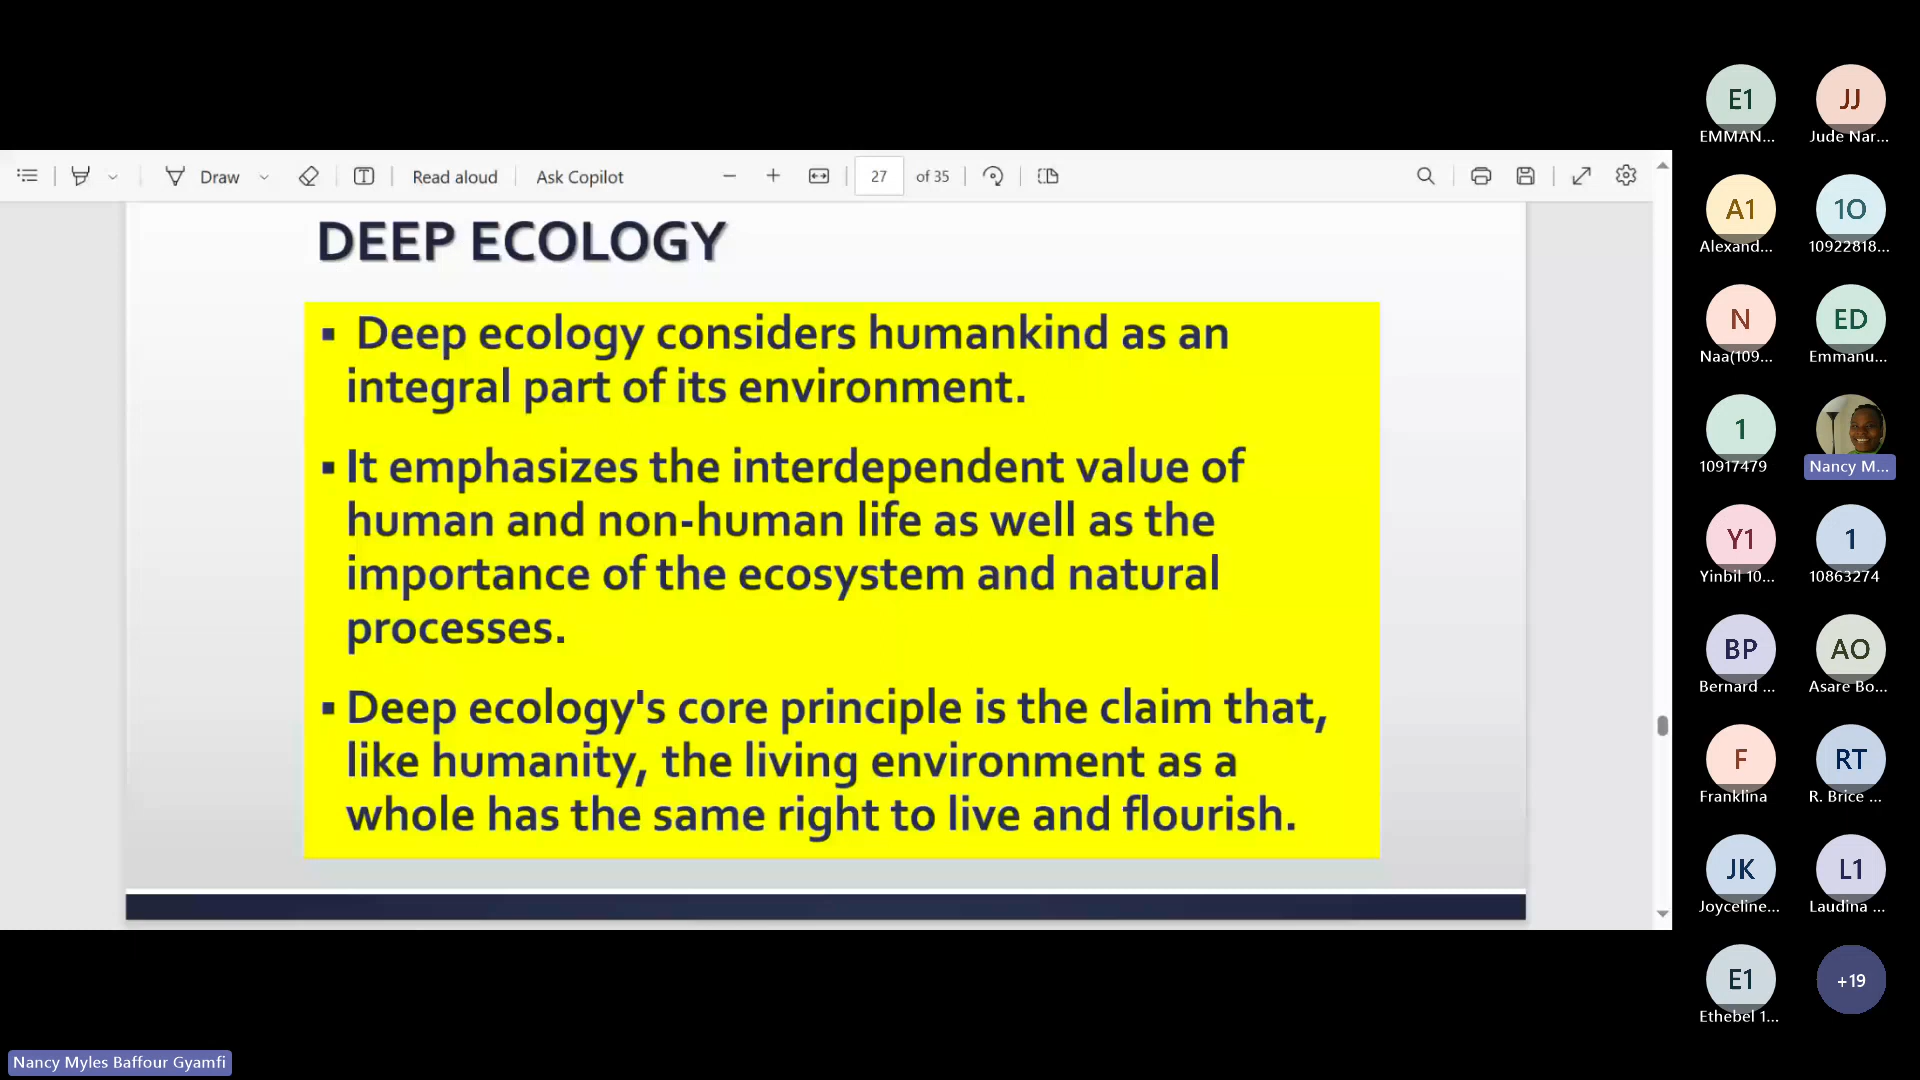 Draw
Read aloud
Ask Copilot
27
of 35
DEEP ECOLOGY
▪ Deep ecology considers humankind as an
integral part of its environment.
▪ It emphasizes the interdependent value of
human and non-human life as well as the
importance of the ecosystem and natural
processes.
▪ Deep ecology's core principle is the claim that,
like humanity, the living environment as a
whole has the same right to live and flourish.
E1
JJ
EMMAN...
Jude Nar...
A1
1O
Alexand...
10922818...
N
ED
Naa(109...
Emmanu...
1
10917479
Nancy M...
Y1
1
Yinbil 10...
10863274
BP
AO
Bernard ...
Asare Bo...
F
RT
Franklina
R. Brice ...
JK
L1
Joyceline...
Laudina ...
E1
+19
Ethebel 1...
Nancy Myles Baffour Gyamfi